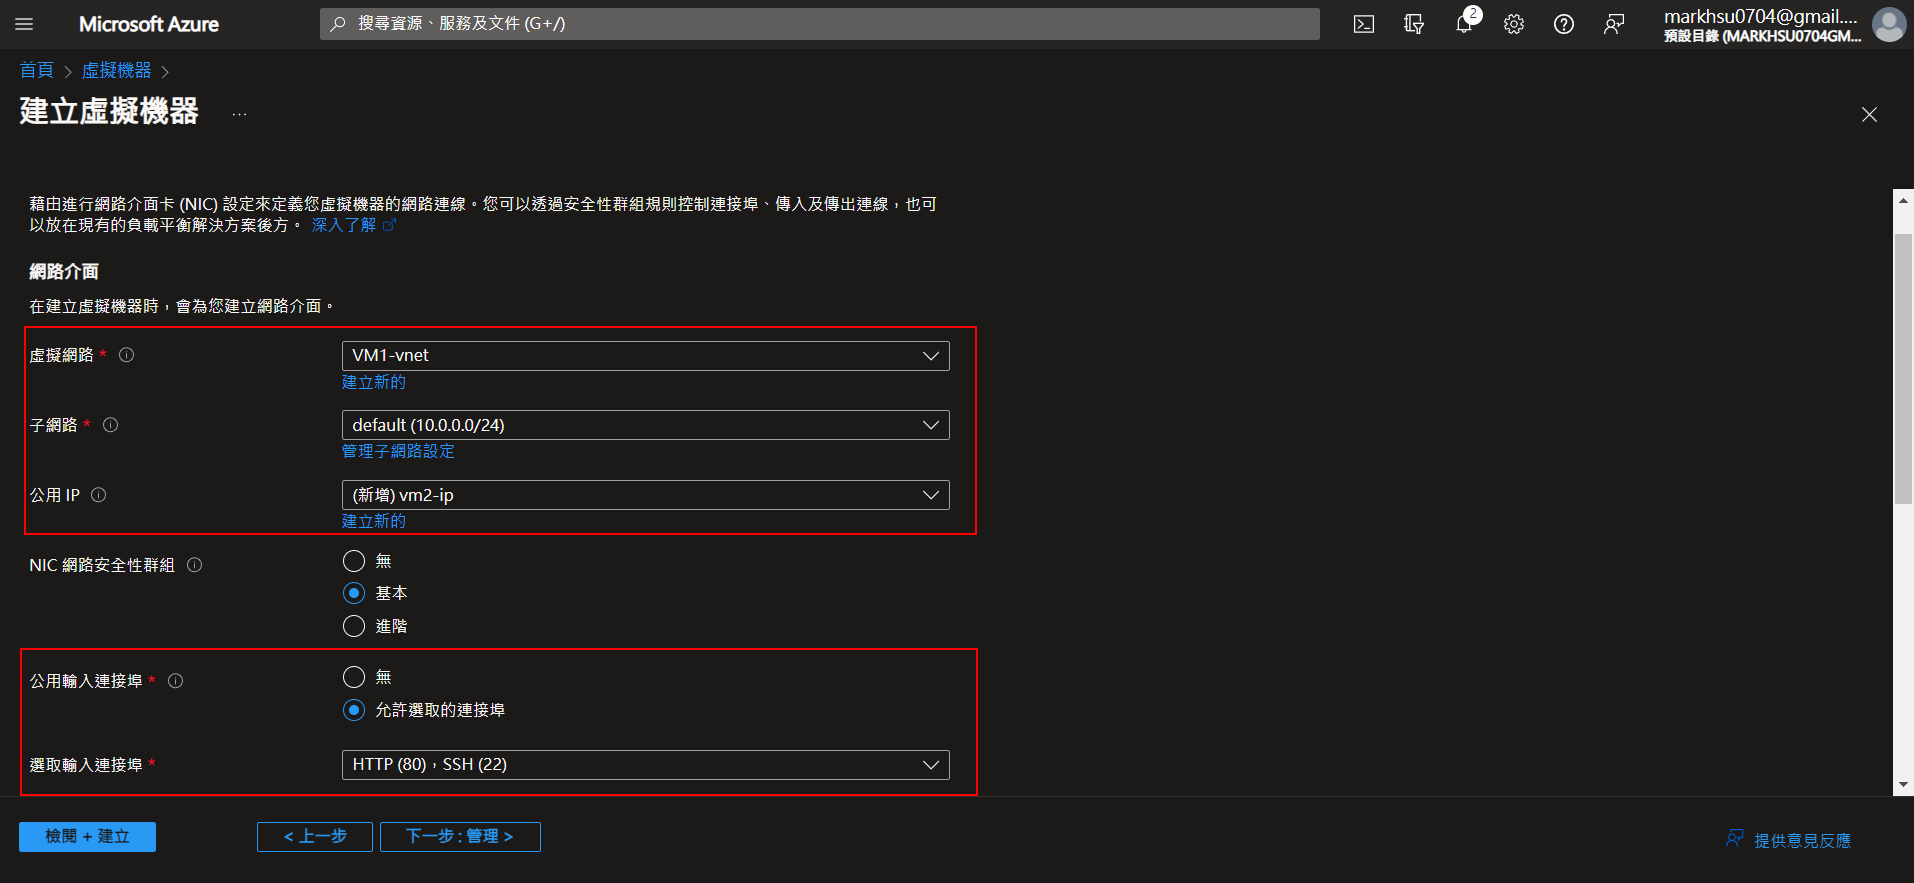 Microsoft Azure
搜尋資源、服務及文件 (G+/)
2
markhsu0704@gmail....
預設目錄 (MARKHSU0704GM...
首頁 > 虛擬機器 >
建立虛擬機器 ...
藉由進行網路介面卡 (NIC) 設定來定義您虛擬機器的網路連線。您可以透過安全性群組規則控制連接埠、傳入及傳出連線，也可
以放在現有的負載平衡解決方案後方。 深入了解
網路介面
在建立虛擬機器時，會為您建立網路介面。
虛擬網路 *
VM1-vnet
建立新的
子網路 *
default (10.0.0.0/24)
管理子網路設定
公用 IP
(新增) vm2-ip
建立新的
NIC 網路安全性群組
無
基本
進階
公用輸入連接埠 *
無
允許選取的連接埠
選取輸入連接埠 *
HTTP (80)，SSH (22)
檢閱 + 建立
< 上一步
下一步 : 管理 >
提供意見反應